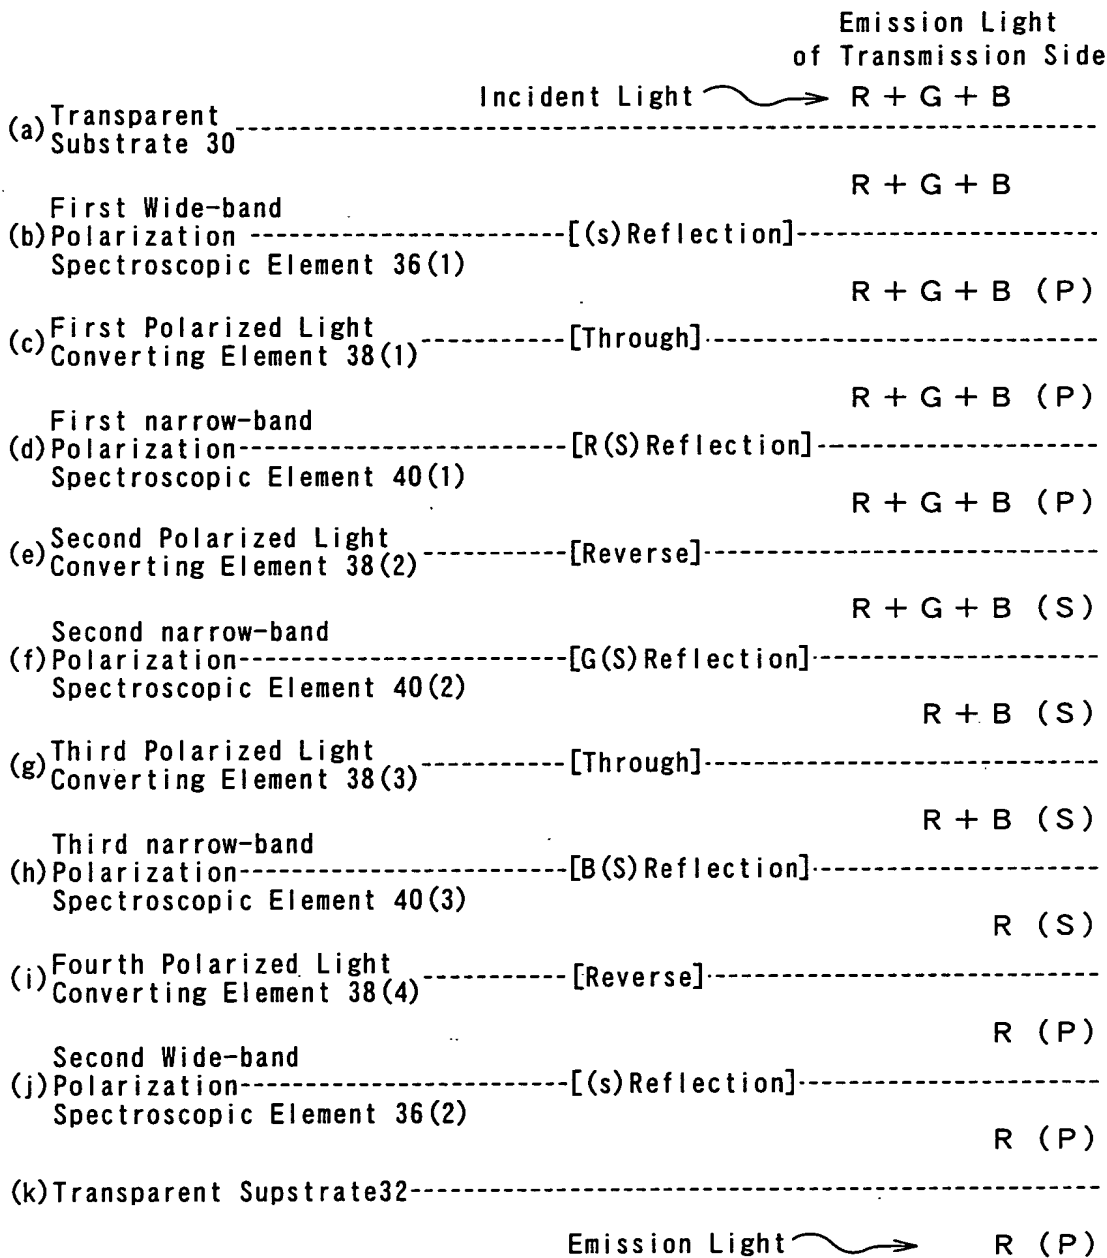 Emission Light
of Transmission Side
Incident Light R + G + B
(a) Transparent
Substrate 30
R + G + B
First Wide-band
(b) Polarization [(s)Reflection]
Spectroscopic Element 36(1)
R + G + B (P)
(c) First Polarized Light
Converting Element 38(1) [Through]
R + G + B (P)
First narrow-band
(d) Polarization [R(S)Reflection]
Spectroscopic Element 40(1)
R + G + B (P)
(e) Second Polarized Light
Converting Element 38(2) [Reverse]
R + G + B (S)
Second narrow-band
(f) Polarization [G(S)Reflection]
Spectroscopic Element 40(2)
R + B (S)
(g) Third Polarized Light
Converting Element 38(3) [Through]
R + B (S)
Third narrow-band
(h) Polarization [B(S)Reflection]
Spectroscopic Element 40(3)
R (S)
(i) Fourth Polarized Light
Converting Element 38(4) [Reverse]
R (P)
Second Wide-band
(j) Polarization [(s)Reflection]
Spectroscopic Element 36(2)
R (P)
(k) Transparent Supstrate32
Emission Light R (P)